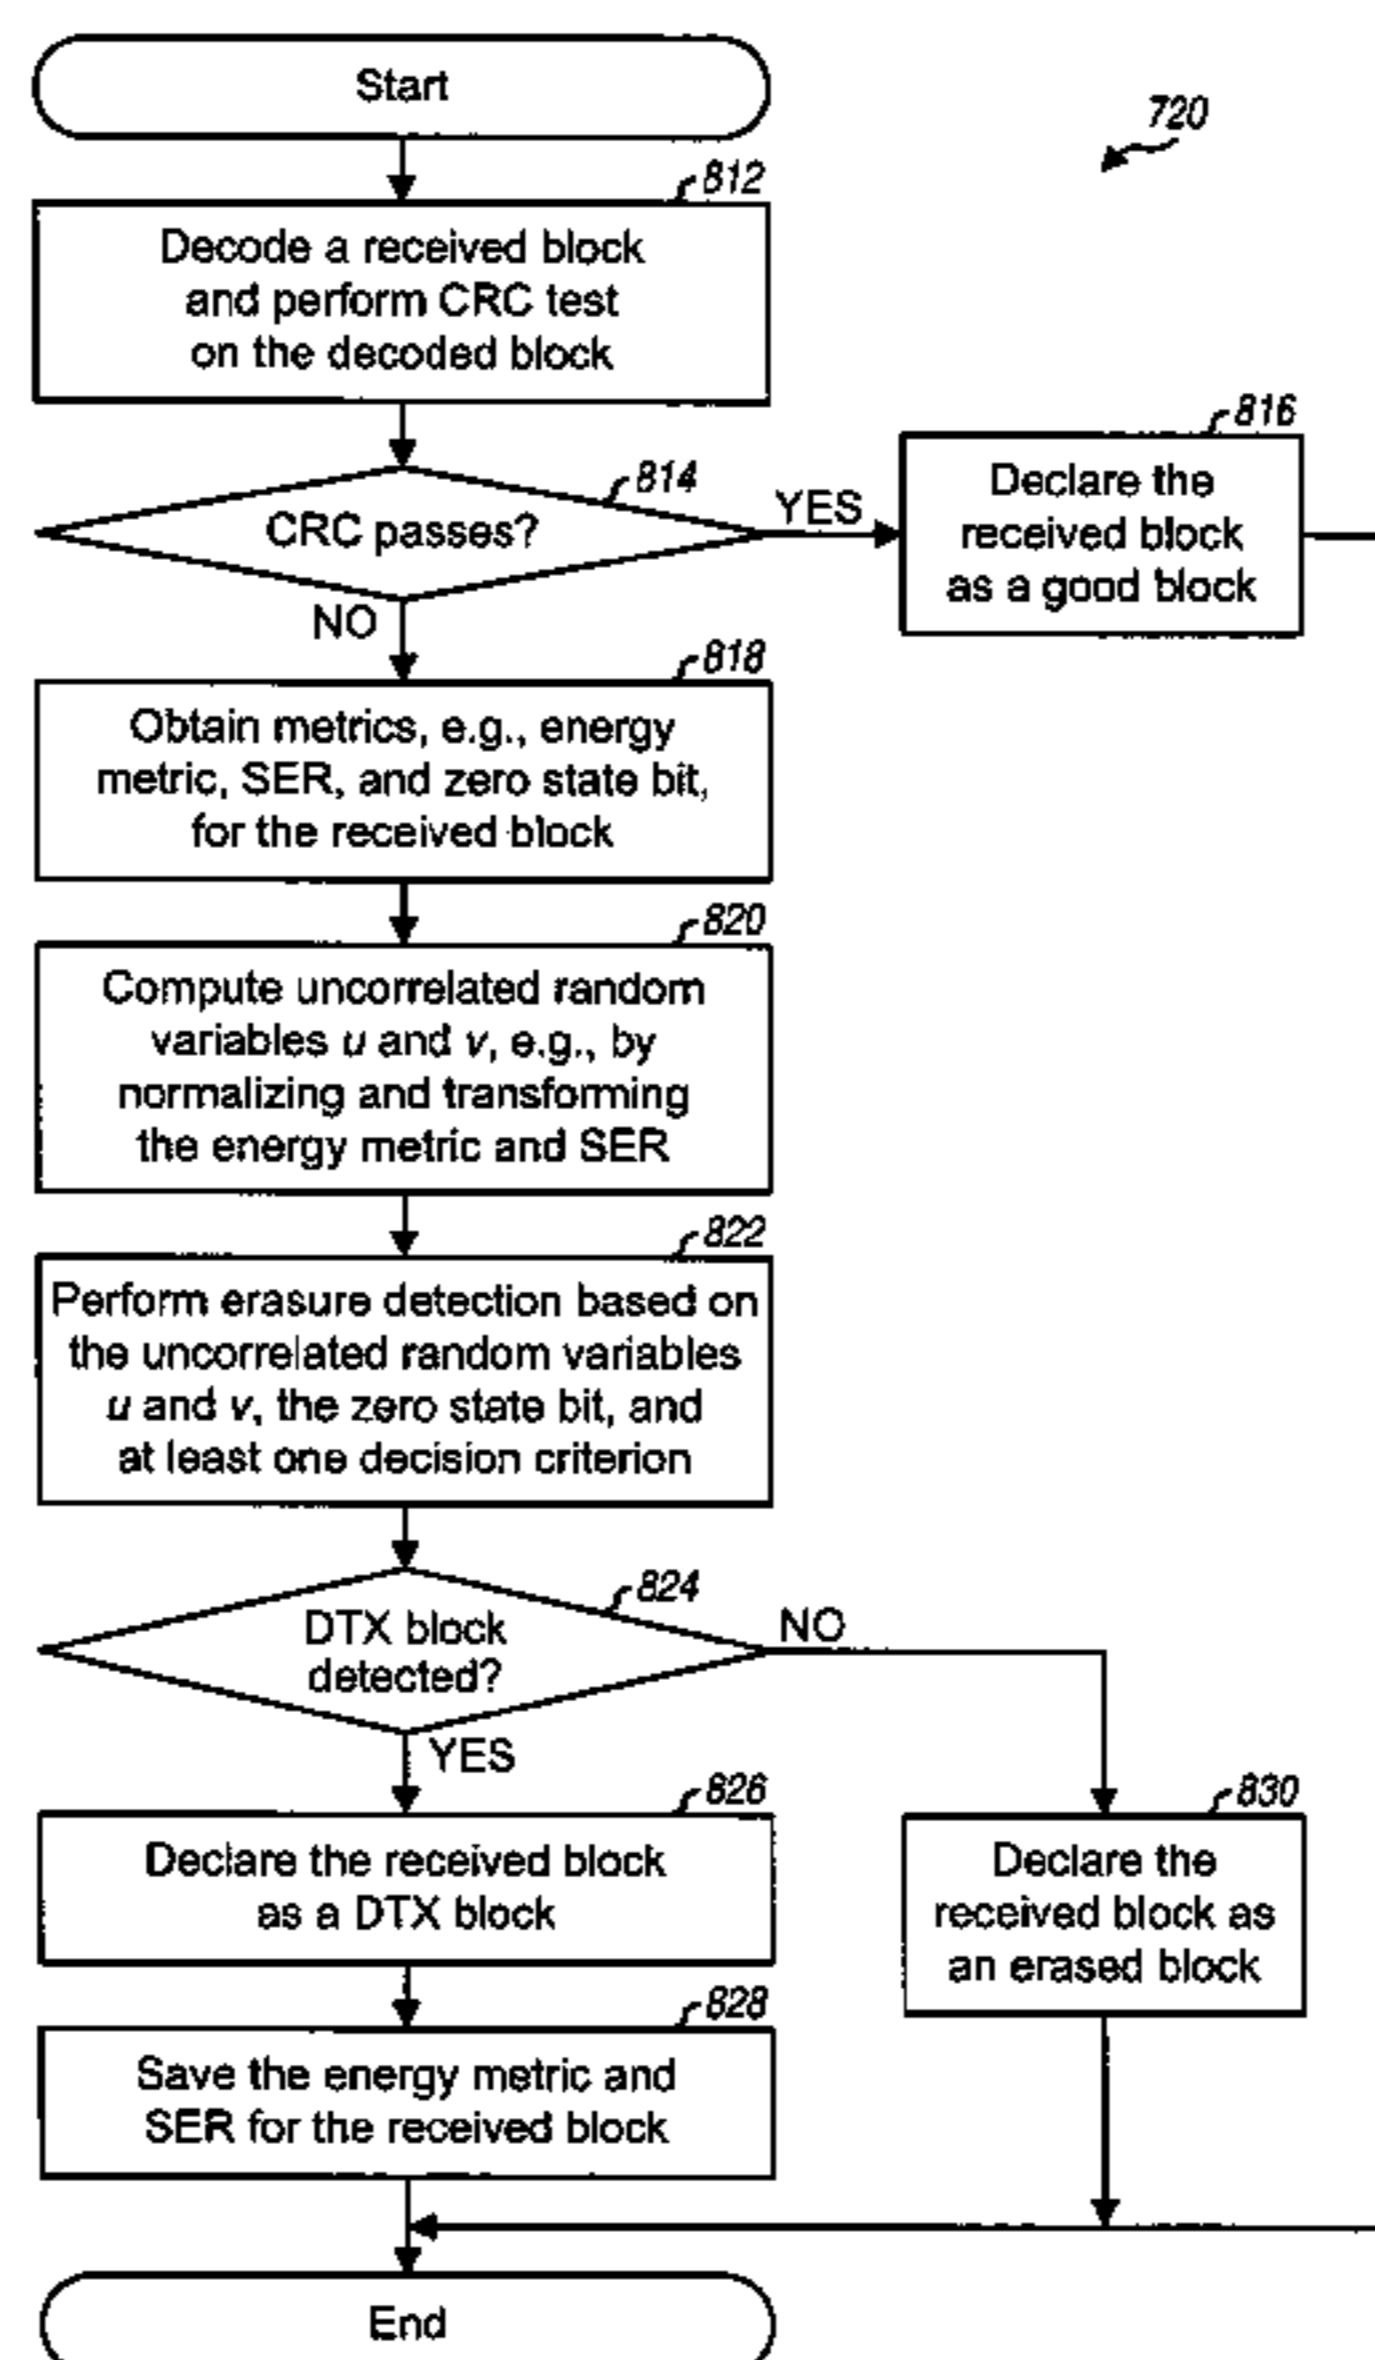 Start
720
812
Decode a received block
and perform CRC test
on the decoded block
816
Declare the
received block
as a good block
814
CRC passes?
YES
NO
818
Obtain metrics, e.g., energy
metric, SER, and zero state bit,
for the received block
820
Compute uncorrelated random
variables u and v, e.g., by
normalizing and transforming
the energy metric and SER
822
Perform erasure detection based on
the uncorrelated random variables
u and v, the zero state bit, and
at least one decision criterion
824
DTX block
detected?
NO
YES
826
Declare the received block
as a DTX block
830
Declare the
received block as
an erased block
828
Save the energy metric and
SER for the received block
End